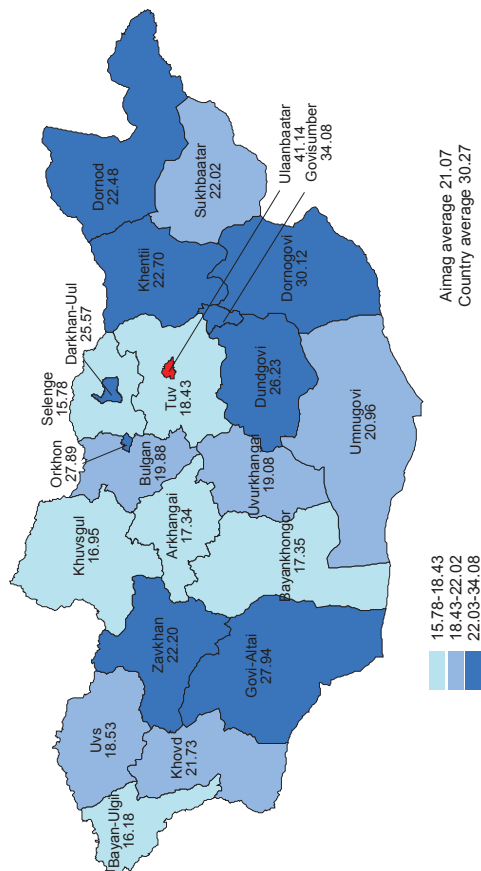 Bayan-Ulgii
16.18
Uvs
18.53
Khovd
21.73
Zavkhan
22.20
Govi-Altai
27.94
Khuvsgul
16.95
Arkhangai
17.34
Bayankhongor
17.35
Orkhon
27.89
Bulgan
19.88
Uvurkhangai
19.08
Selenge
15.78
Darkhan-Uul
25.57
Tuv
18.43
Dundgovi
26.23
Umnugovi
20.96
Khentii
22.70
Dornogovi
30.12
Dornod
22.48
Sukhbaatar
22.02
Ulaanbaatar
41.14
Govisumber
34.08
15.78-18.43
18.43-22.02
22.03-34.08
Aimag average 21.07
Country average 30.27